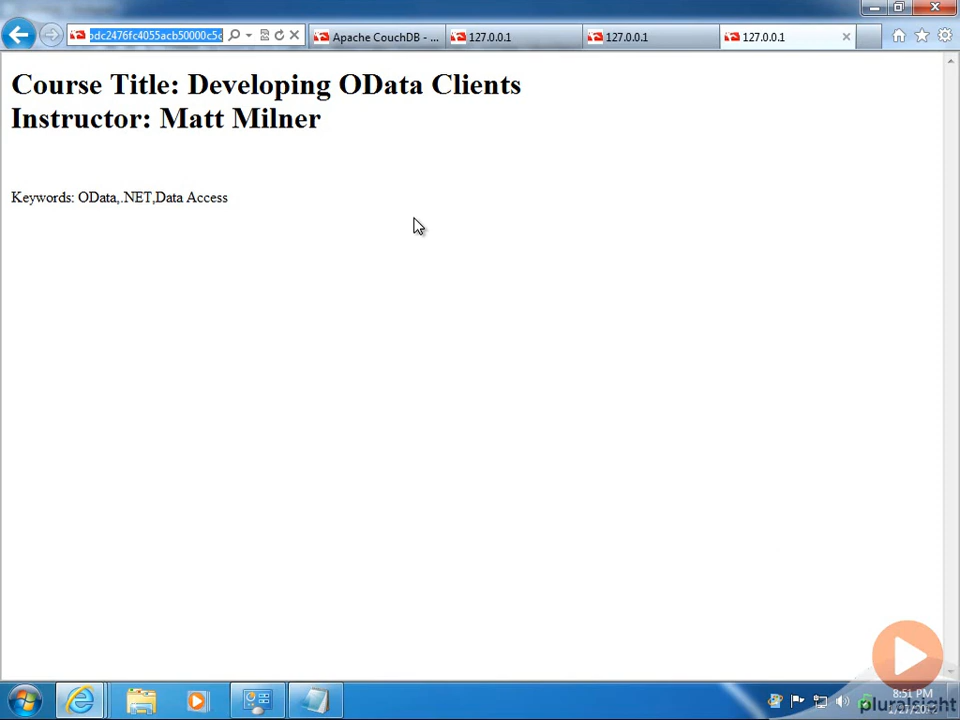 Apache CouchDB - ...
127.0.0.1
127.0.0.1
127.0.0.1
Course Title: Developing OData Clients
Instructor: Matt Milner
Keywords: OData,.NET,Data Access
8:51 PM
pluralsight